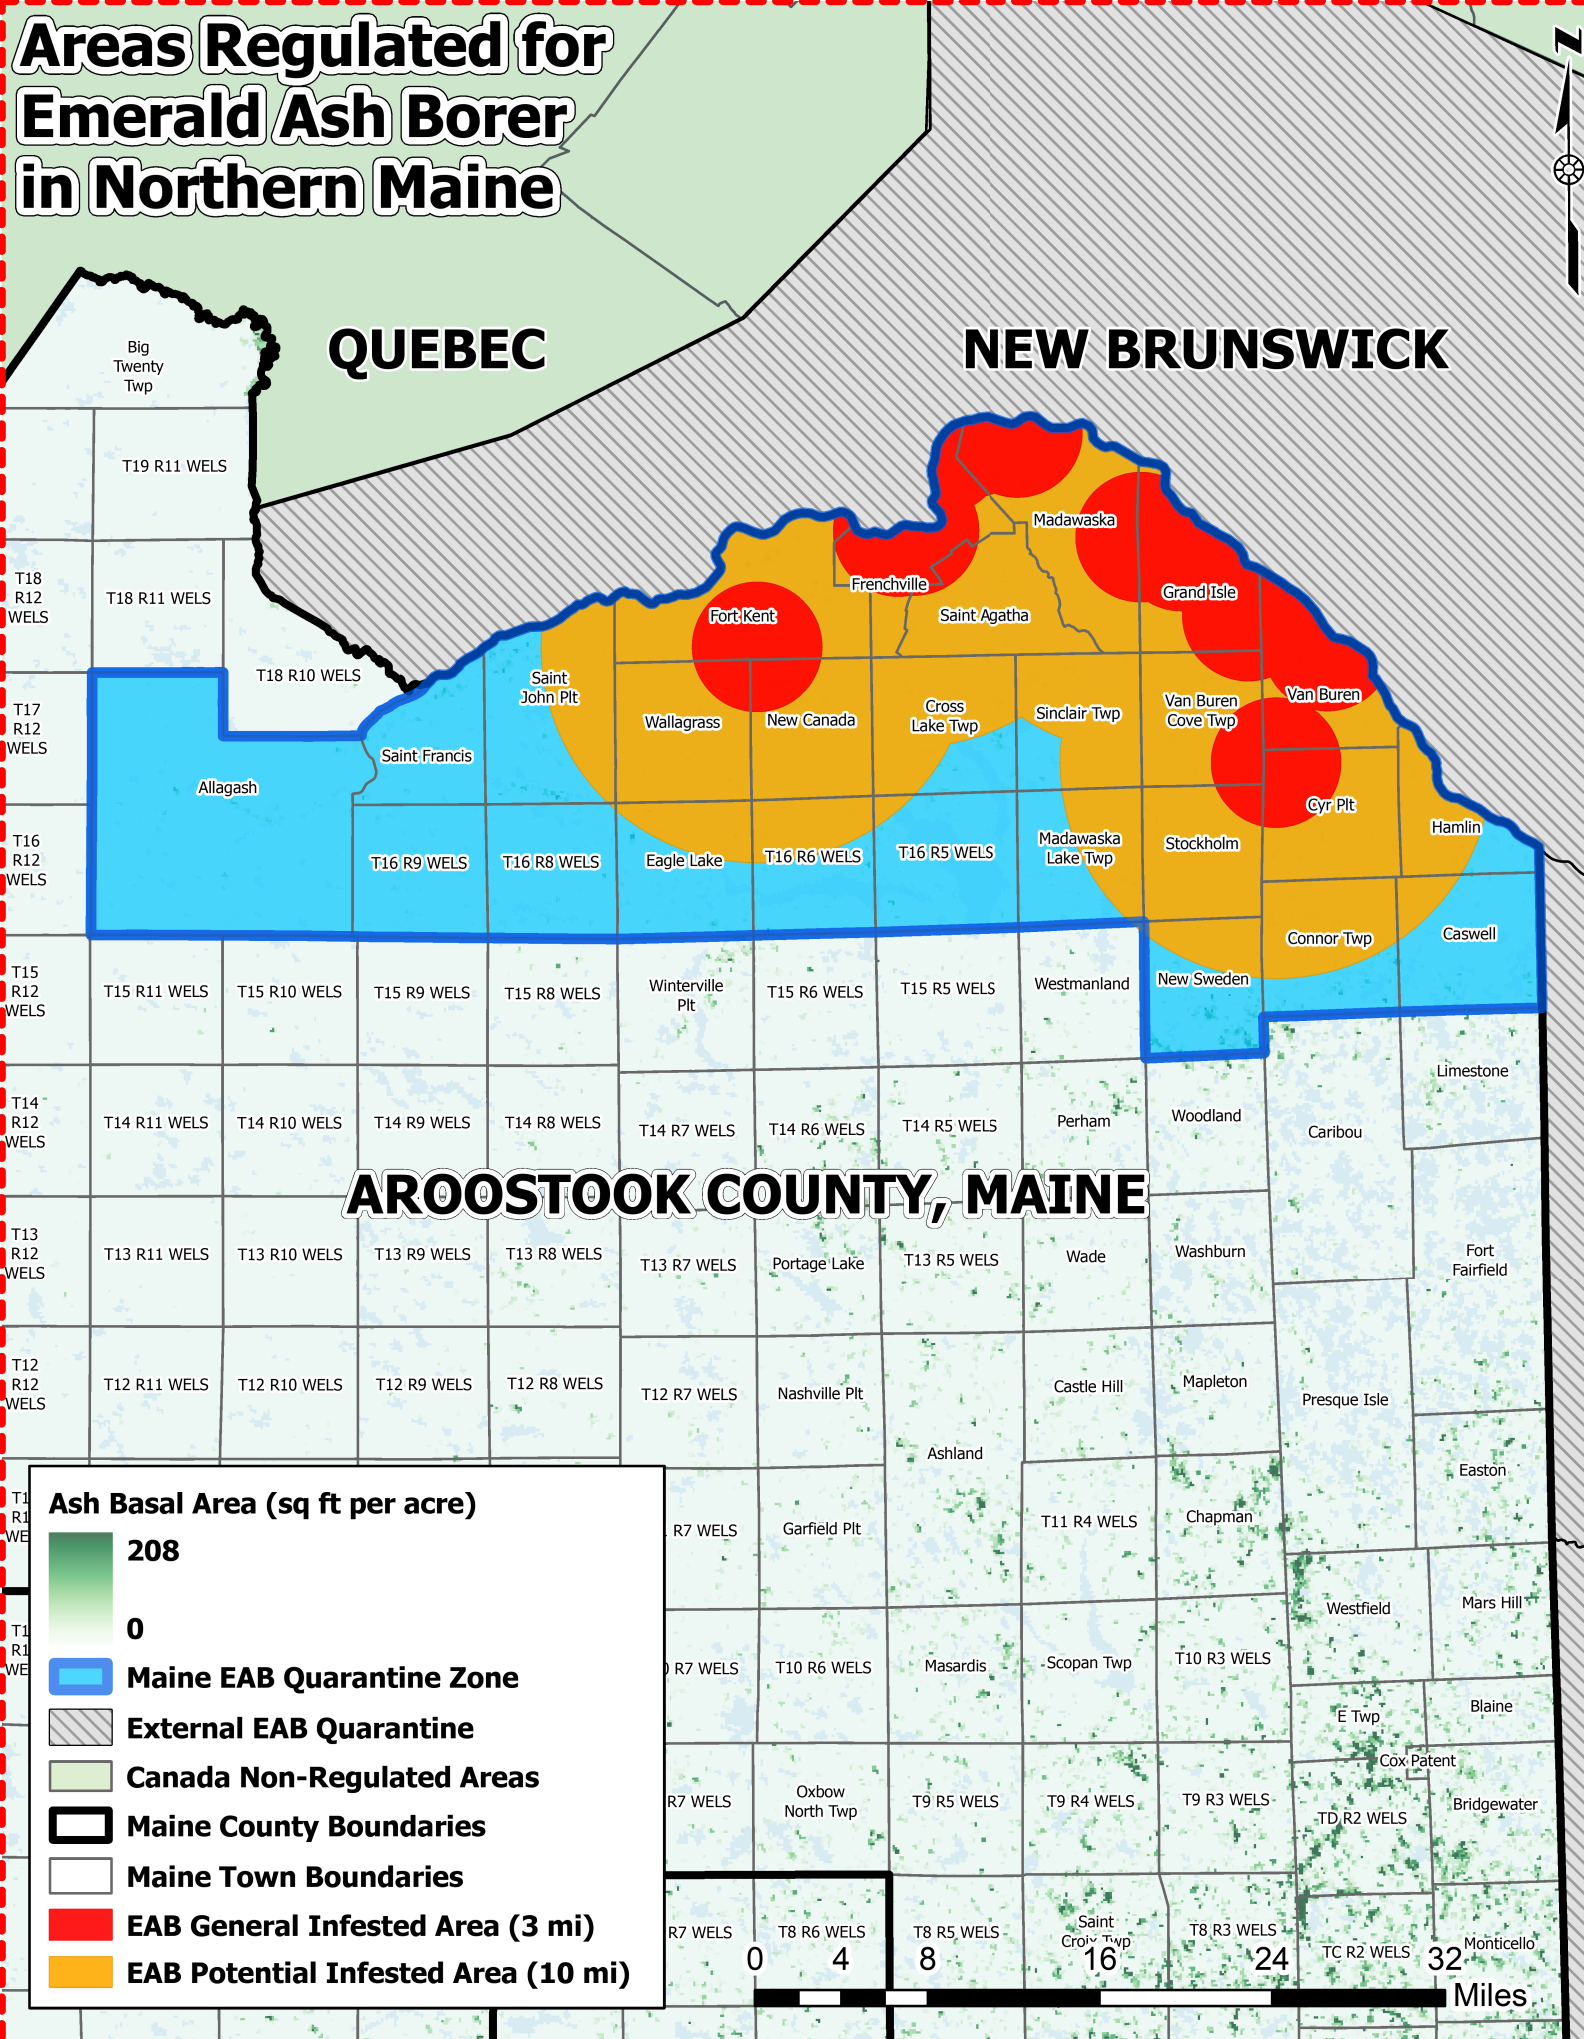 Areas Regulated for
Emerald Ash Borer
in Northern Maine
N
QUEBEC
NEW BRUNSWICK
Big
Twenty
Twp
T19 R11 WELS
T18
R12
WELS
T18 R11 WELS
T18 R10 WELS
Madawaska
Frenchville
Grand Isle
Fort Kent
Saint Agatha
Saint
John Plt
T17
R12
WELS
Wallagrass
New Canada
Cross
Lake Twp
Sinclair Twp
Van Buren
Cove Twp
Van Buren
Saint Francis
Allagash
Cyr Plt
Hamlin
T16
R12
WELS
T16 R9 WELS
T16 R8 WELS
Eagle Lake
T16 R6 WELS
T16 R5 WELS
Madawaska
Lake Twp
Stockholm
Connor Twp
Caswell
T15
R12
WELS
T15 R11 WELS
T15 R10 WELS
T15 R9 WELS
T15 R8 WELS
Winterville
Plt
T15 R6 WELS
T15 R5 WELS
Westmanland
New Sweden
Limestone
T14
R12
WELS
T14 R11 WELS
T14 R10 WELS
T14 R9 WELS
T14 R8 WELS
T14 R7 WELS
T14 R6 WELS
T14 R5 WELS
Perham
Woodland
Caribou
AROOSTOOK COUNTY, MAINE
T13
R12
WELS
T13 R11 WELS
T13 R10 WELS
T13 R9 WELS
T13 R8 WELS
T13 R7 WELS
Portage Lake
T13 R5 WELS
Wade
Washburn
Fort
Fairfield
T12
R12
WELS
T12 R11 WELS
T12 R10 WELS
T12 R9 WELS
T12 R8 WELS
T12 R7 WELS
Nashville Plt
Castle Hill
Mapleton
Presque Isle
Ashland
Easton
R7 WELS
Garfield Plt
T11 R4 WELS
Chapman
Westfield
Mars Hill
R7 WELS
T10 R6 WELS
Masardis
Scopan Twp
T10 R3 WELS
E Twp
Blaine
Cox Patent
R7 WELS
Oxbow
North Twp
T9 R5 WELS
T9 R4 WELS
T9 R3 WELS
TD R2 WELS
Bridgewater
R7 WELS
T8 R6 WELS
T8 R5 WELS
Saint
Croix Twp
T8 R3 WELS
TC R2 WELS
Monticello
Ash Basal Area (sq ft per acre)
208
0
Maine EAB Quarantine Zone
External EAB Quarantine
Canada Non-Regulated Areas
Maine County Boundaries
Maine Town Boundaries
EAB General Infested Area (3 mi)
EAB Potential Infested Area (10 mi)
0 4 8 16 24 32
Miles